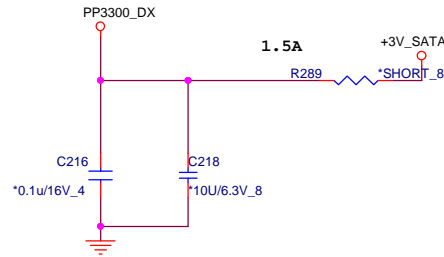 PP3300_DX
1.5A
+3V_SATA
R289
*SHORT_8
C216
C218
*0.1u/16V_4
*10U/6.3V_8